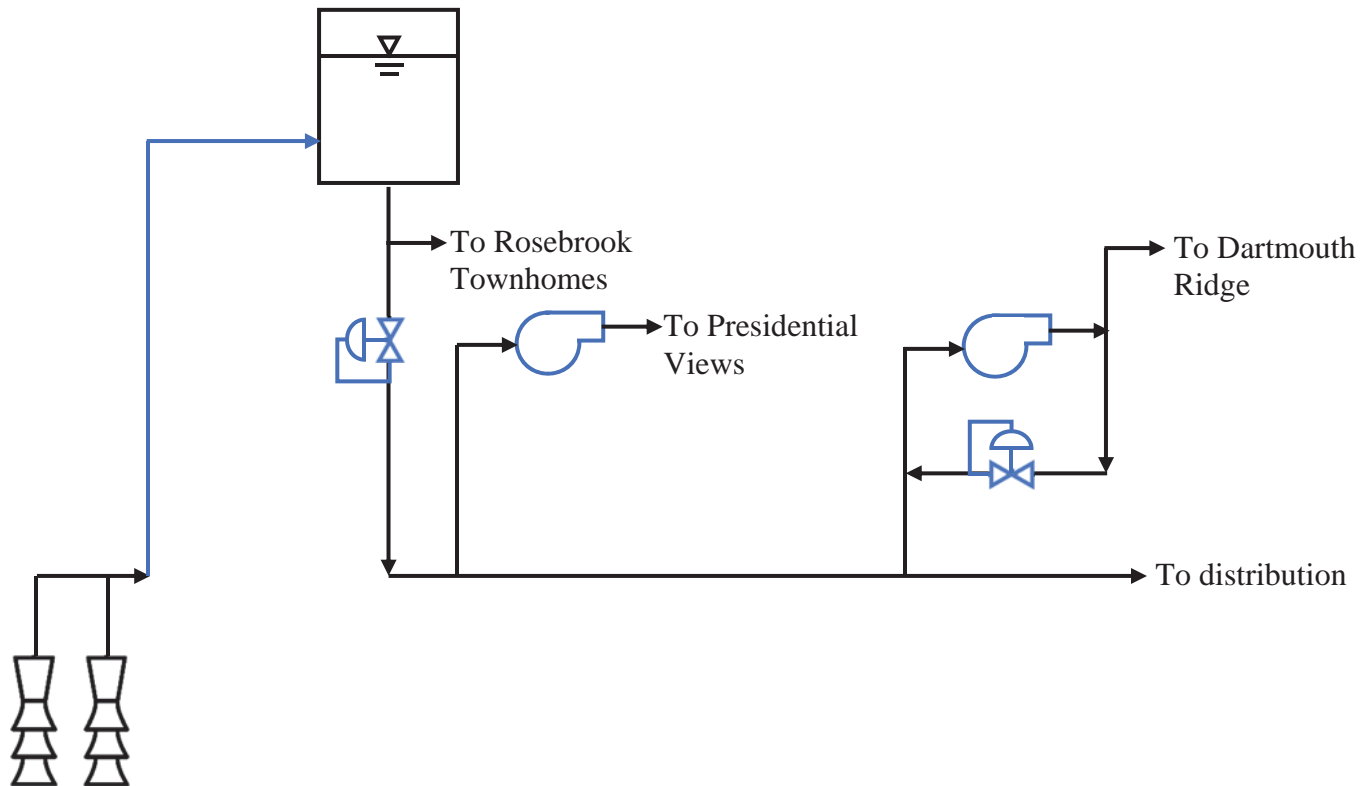 To Rosebrook
Townhomes
To Dartmouth
Ridge
To Presidential
Views
To distribution